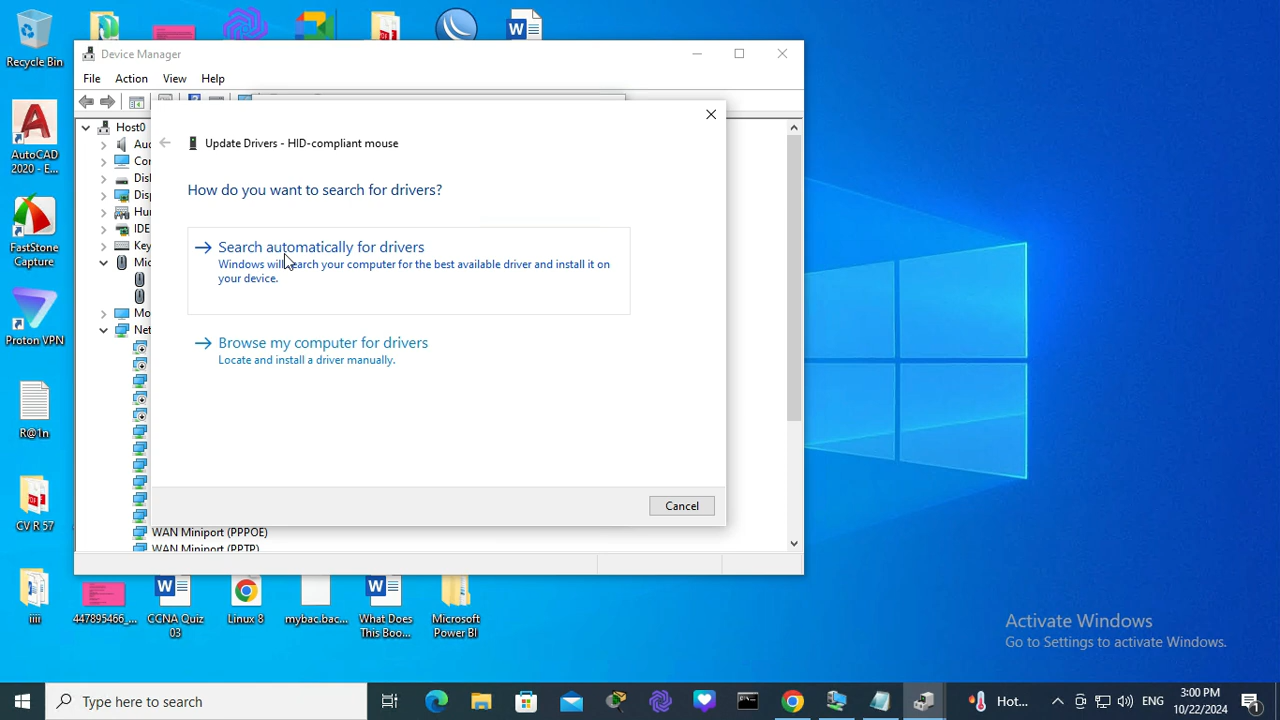 Recycle Bin
AutoCAD
2020 - E...
FastStone
Capture
Proton VPN
R@1n
CV R 57
iiii
Device Manager
File Action View Help
Host0
Update Drivers - HID-compliant mouse
How do you want to search for drivers?
Search automatically for drivers
Windows will search your computer for the best available driver and install it on
your device.
Browse my computer for drivers
Locate and install a driver manually.
Cancel
WAN Miniport (PPPOE)
WAN Miniport (PPTP)
447895466_...
CCNA Quiz
03
Linux 8
mybac.bac...
What Does
This Boo...
Microsoft
Power BI
Activate Windows
Go to Settings to activate Windows.
Type here to search
Hot...
ENG
3:00 PM
10/22/2024
1